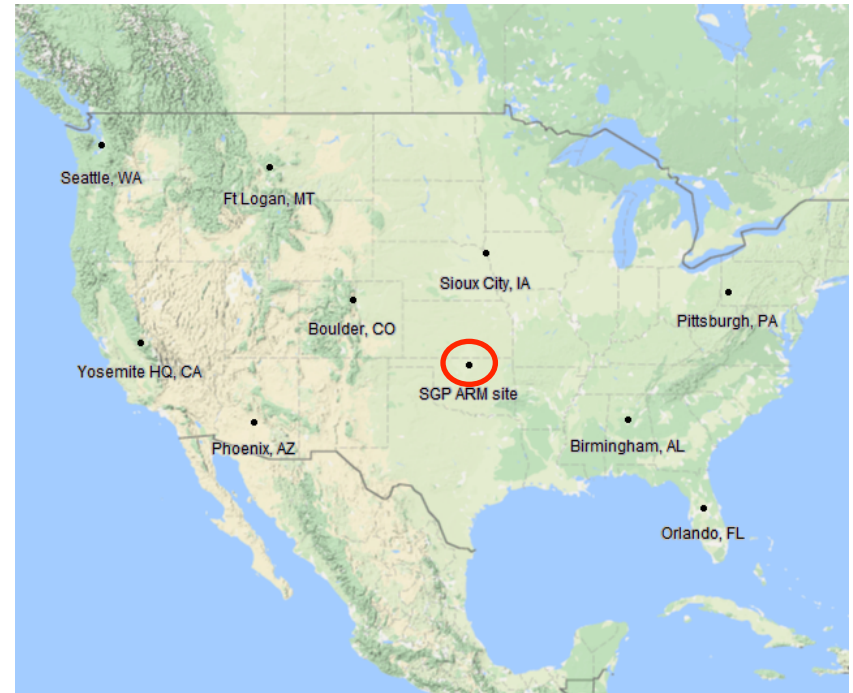 Seattle, WA
Ft Logan, MT
Sioux City, IA
Boulder, CO
Pittsburgh, PA
Yosemite HQ, CA
SGP ARM site
Phoenix, AZ
Birmingham, AL
Orlando, FL